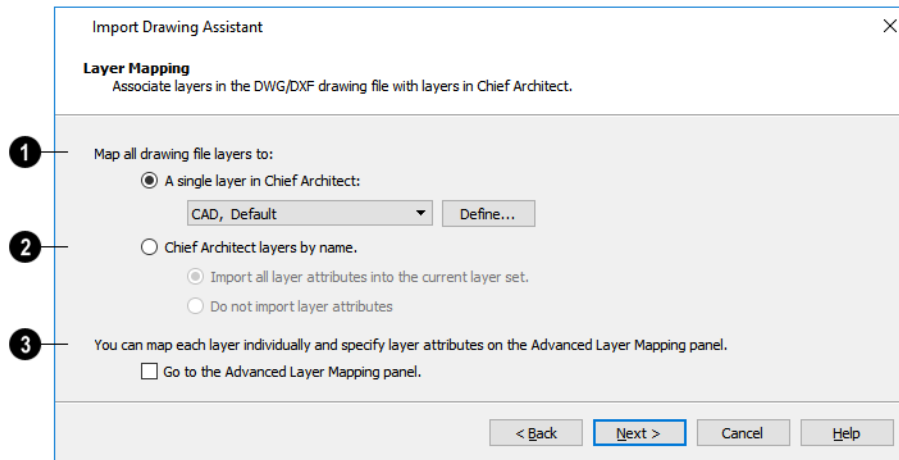 Import Drawing Assistant
Layer Mapping
Associate layers in the DWG/DXF drawing file with layers in Chief Architect.
1
Map all drawing file layers to:
A single layer in Chief Architect:
CAD, Default
Define...
2
Chief Architect layers by name.
Import all layer attributes into the current layer set.
Do not import layer attributes
3
You can map each layer individually and specify layer attributes on the Advanced Layer Mapping panel.
Go to the Advanced Layer Mapping panel.
< Back
Next >
Cancel
Help